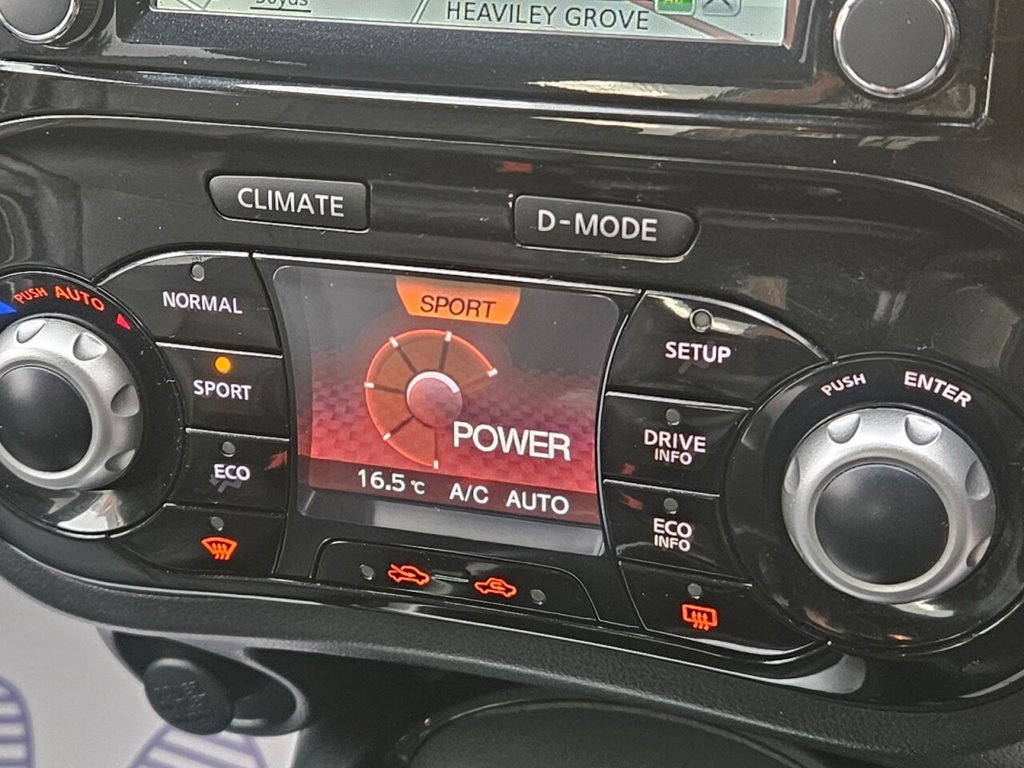 50yds
HEAVILEY GROVE
CLIMATE
D-MODE
PUSH AUTO
NORMAL
SPORT
ECO
SPORT
POWER
16.5℃ A/C AUTO
SETUP
DRIVE
INFO
ECO
INFO
PUSH ENTER